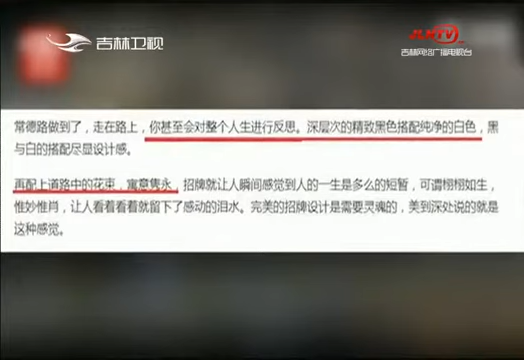 吉林卫视
JLNTV
吉林网络广播电视台
常德路做到了，走在路上，你甚至会对整个人生进行反思。深层次的精致黑色搭配纯净的白色，黑
与白的搭配尽显设计感。
再配上道路中的花束，寓意隽永，招牌就让人瞬间感觉到人的一生是多么的短暂，可谓栩栩如生，
惟妙惟肖，让人看着看着就留下了感动的泪水。完美的招牌设计是需要灵魂的，美到深处说的就是
这种感觉。